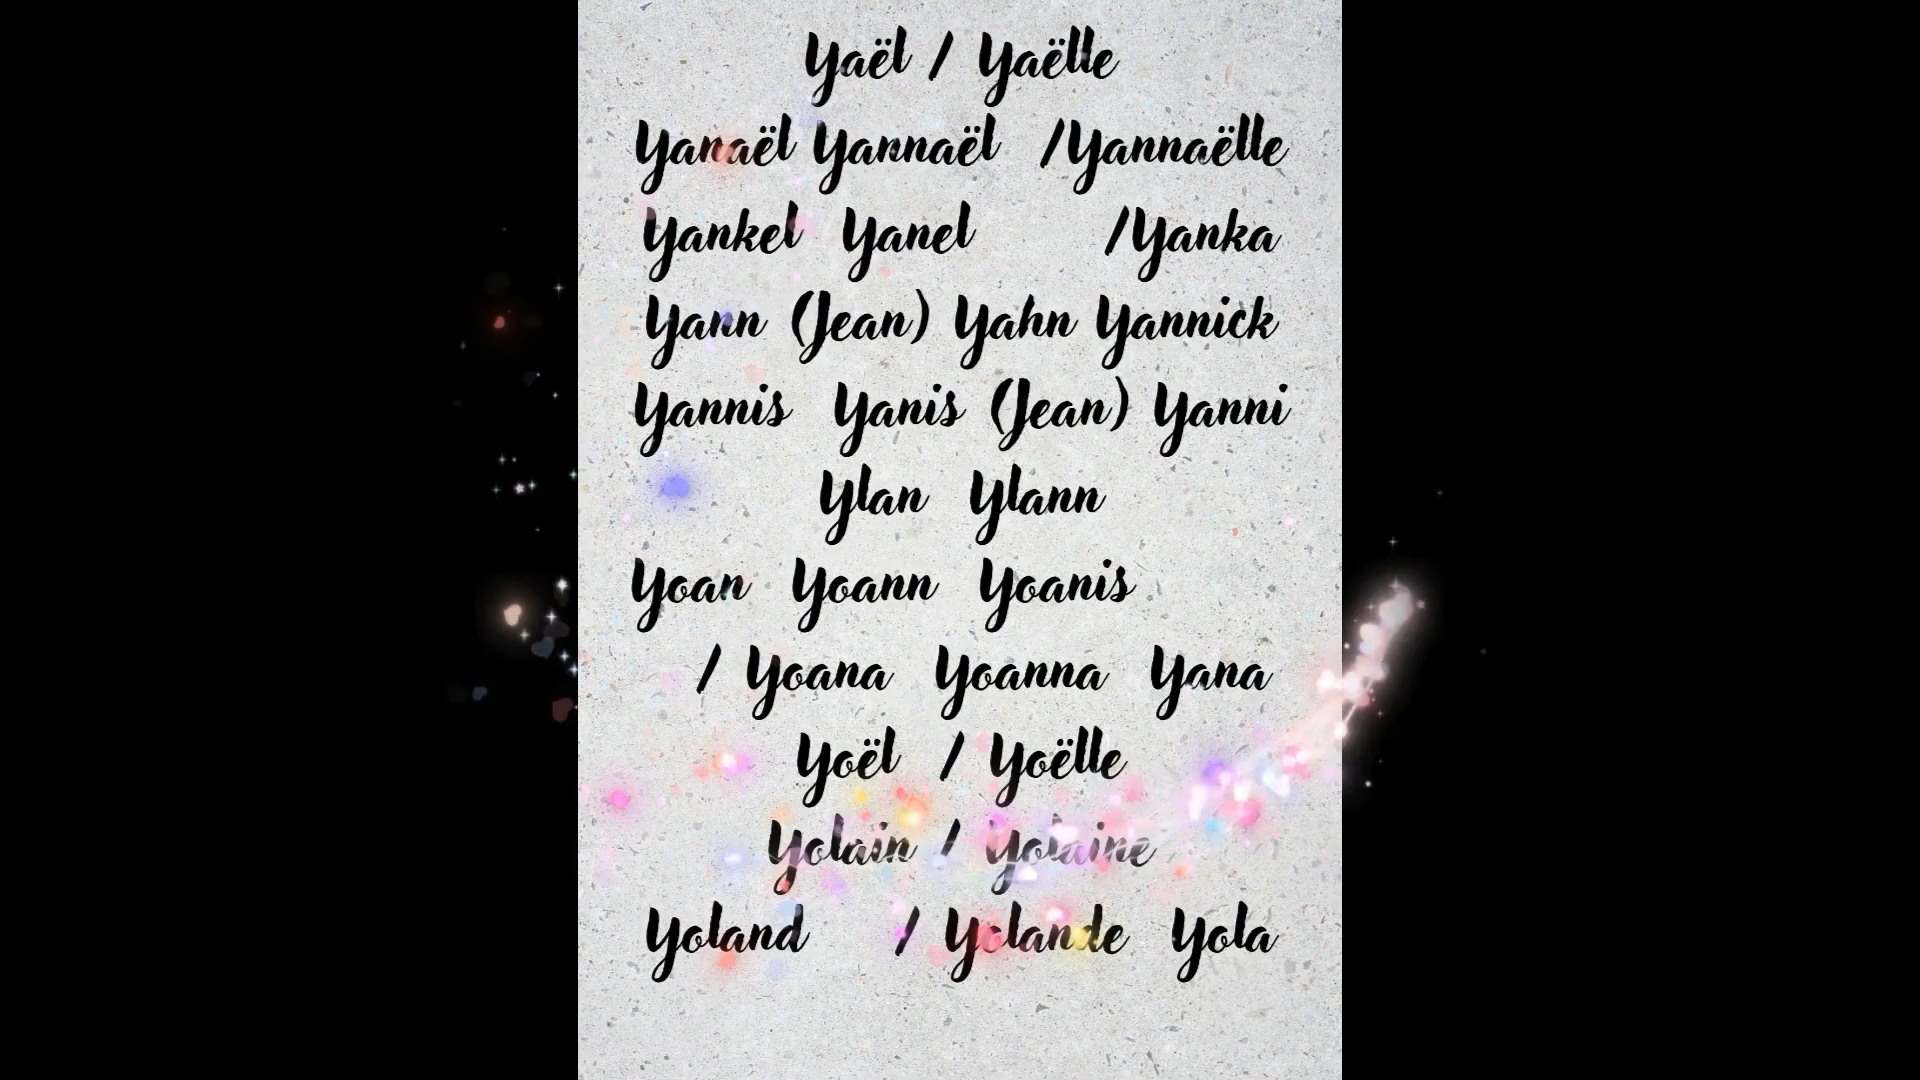 Yaël / Yaëlle
Yanaël Yannaël /Yannaëlle
Yankel Yanel /Yanka
Yann (Jean) Yahn Yannick
Yannis Yanis (Jean) Yanni
Ylan Ylann
Yoan Yoann Yoanis
/ Yoana Yoanna Yana
Yoël / Yoëlle
Yolain / Yolaine
Yoland / Yolande Yola